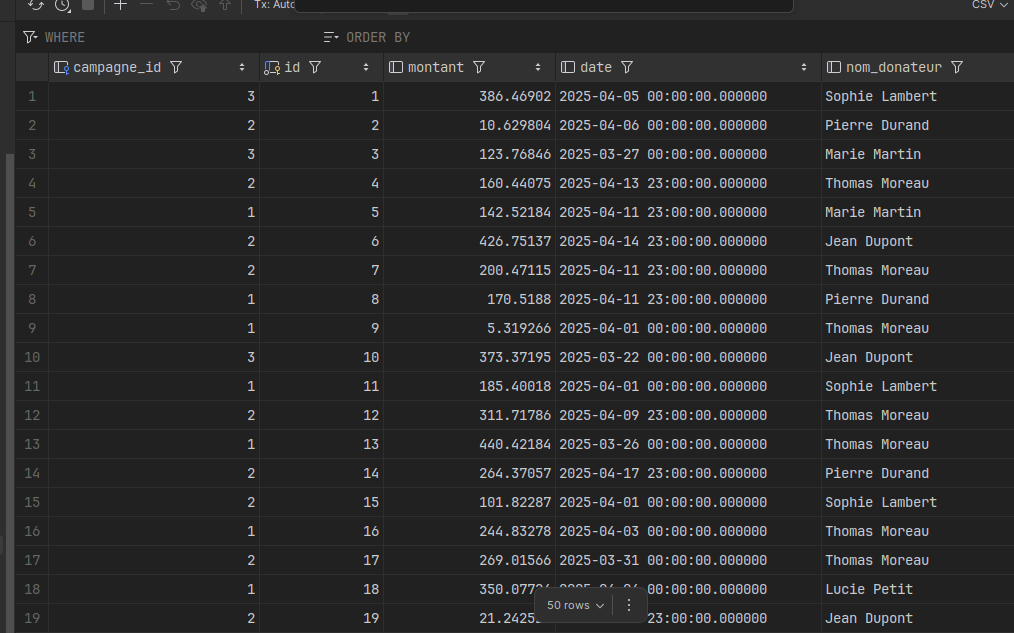 Tx: Auto CSV
WHERE ORDER BY
campagne_id id montant date nom_donateur
1 3 1 386.46902 2025-04-05 00:00:00.000000 Sophie Lambert
2 2 2 10.629804 2025-04-06 00:00:00.000000 Pierre Durand
3 3 3 123.76846 2025-03-27 00:00:00.000000 Marie Martin
4 2 4 160.44075 2025-04-13 23:00:00.000000 Thomas Moreau
5 1 5 142.52184 2025-04-11 23:00:00.000000 Marie Martin
6 2 6 426.75137 2025-04-14 23:00:00.000000 Jean Dupont
7 2 7 200.47115 2025-04-11 23:00:00.000000 Thomas Moreau
8 1 8 170.5188 2025-04-11 23:00:00.000000 Pierre Durand
9 1 9 5.319266 2025-04-01 00:00:00.000000 Thomas Moreau
10 3 10 373.37195 2025-03-22 00:00:00.000000 Jean Dupont
11 1 11 185.40018 2025-04-01 00:00:00.000000 Sophie Lambert
12 2 12 311.71786 2025-04-09 23:00:00.000000 Thomas Moreau
13 1 13 440.42184 2025-03-26 00:00:00.000000 Thomas Moreau
14 2 14 264.37057 2025-04-17 23:00:00.000000 Pierre Durand
15 2 15 101.82287 2025-04-01 00:00:00.000000 Sophie Lambert
16 1 16 244.83278 2025-04-03 00:00:00.000000 Thomas Moreau
17 2 17 269.01566 2025-03-31 00:00:00.000000 Thomas Moreau
18 1 18 00:00:00.000000 Lucie Petit
50 rows
19 2 19 23:00:00.000000 Jean Dupont